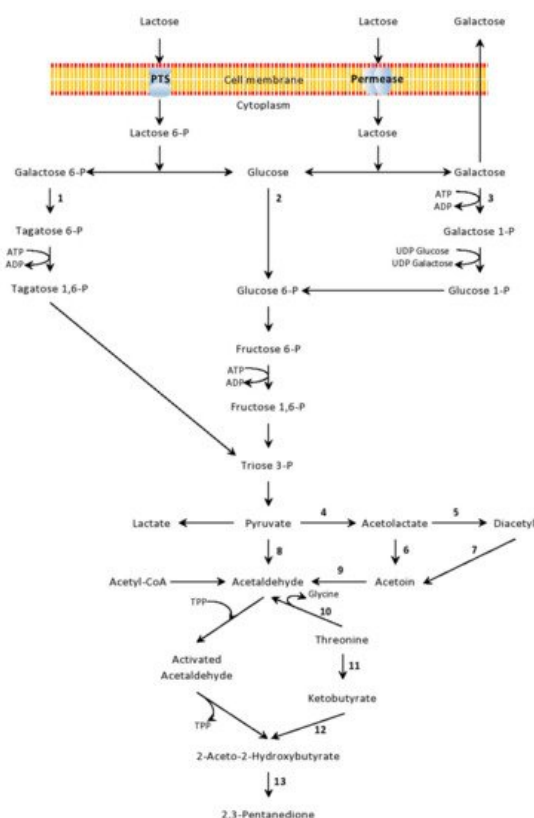 Lactose Lactose Galactose
PTS Cell membrane Permease
Cytoplasm
Lactose 6-P Lactose
Galactose 6-P Glucose Galactose
1 2 ATP 3
ADP
Tagatose 6-P Galactose 1-P
ATP UDP Glucose
ADP UDP Galactose
Tagatose 1,6-P Glucose 6-P Glucose 1-P
Fructose 6-P
ATP
ADP
Fructose 1,6-P
Triose 3-P
4 5
Lactate Pyruvate Acetolactate Diacetyl
8 6 7
9
Acetyl-CoA Acetaldehyde Acetoin
TPP Glycine
10
Threonine
Activated
Acetaldehyde
11
Ketobutyrate
TPP 12
2-Aceto-2-Hydroxybutyrate
13
2,3-Pentanedione